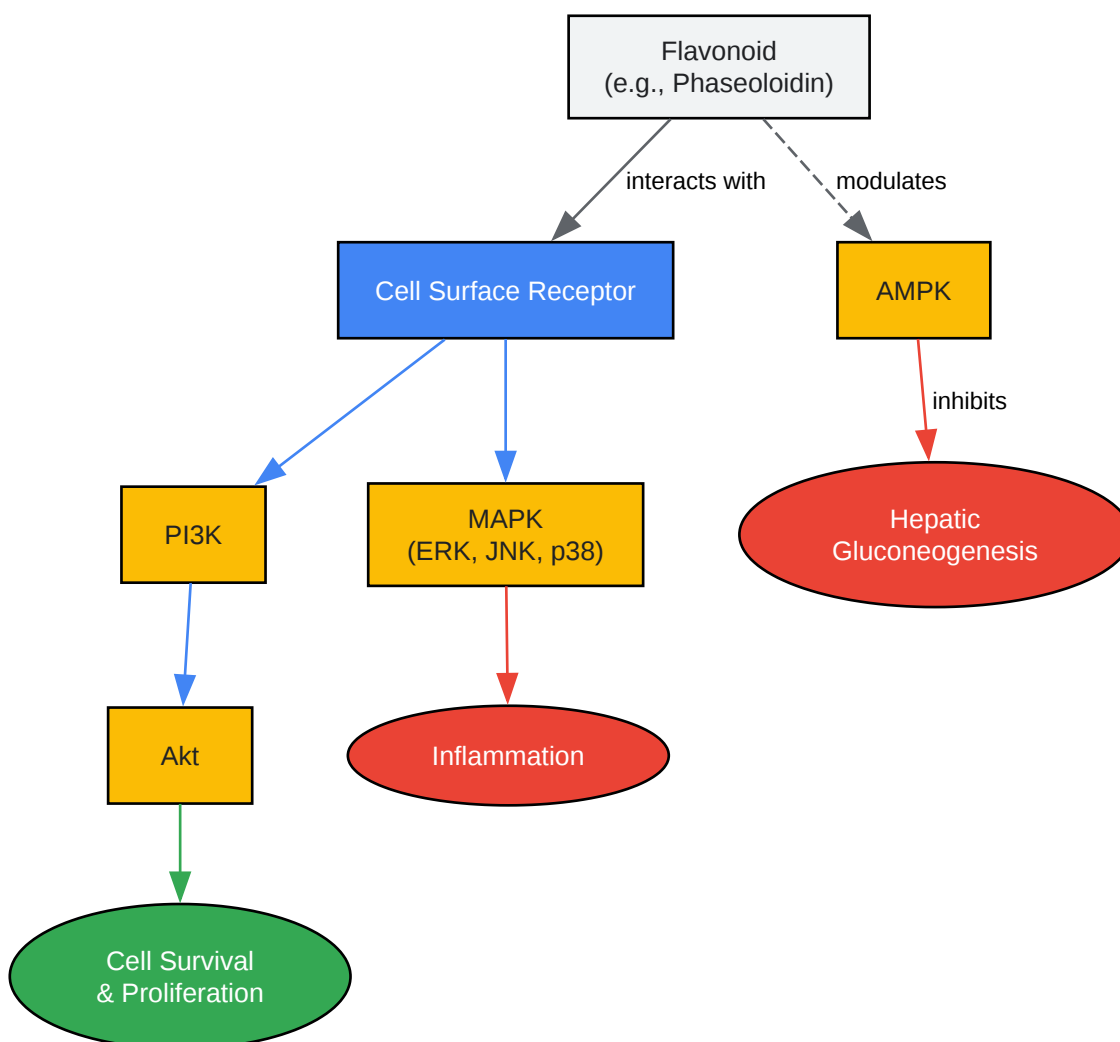 Flavonoid
(e.g., Phaseoloidin)
interacts with
modulates
Cell Surface Receptor
AMPK
inhibits
PI3K
MAPK
(ERK, JNK, p38)
Hepatic
Gluconeogenesis
Akt
Inflammation
Cell Survival
& Proliferation